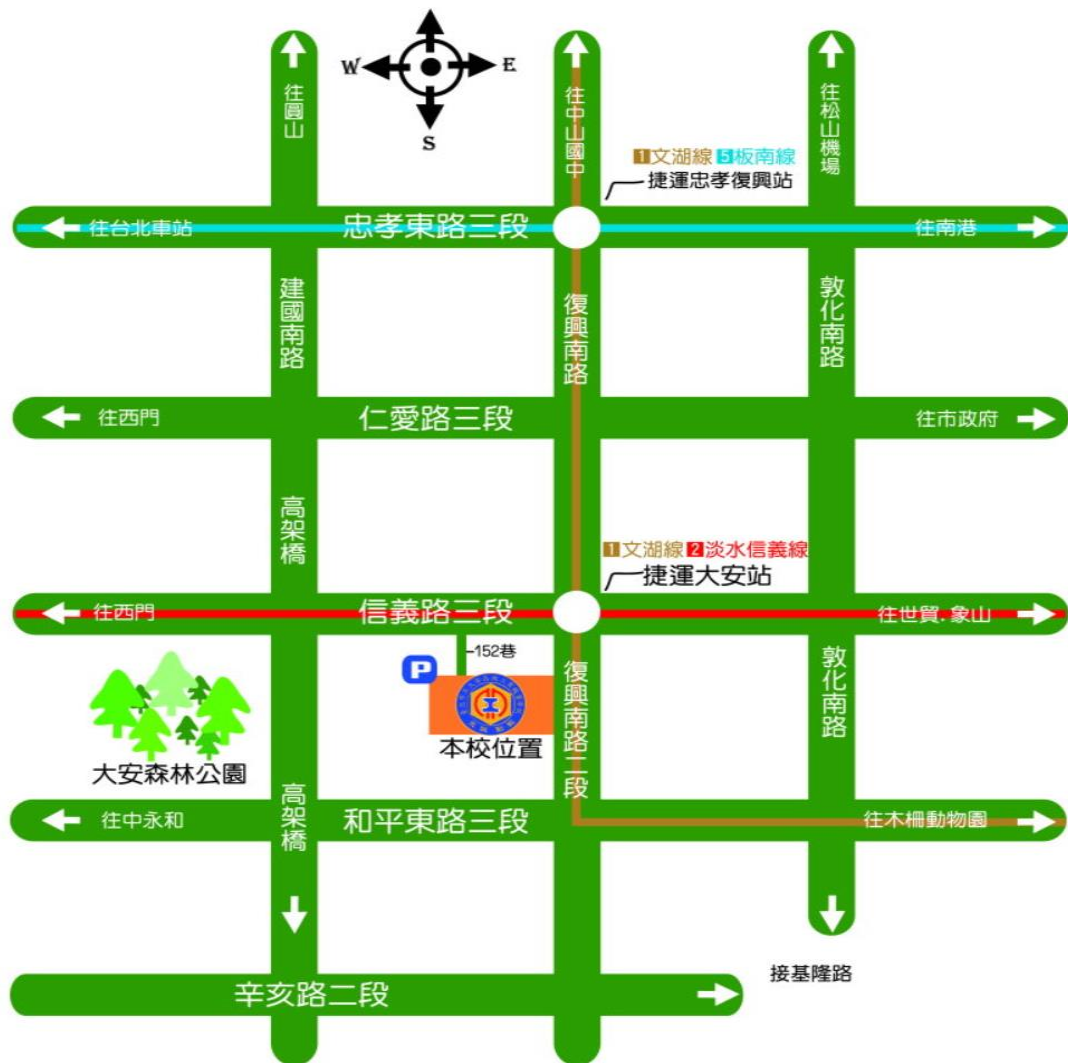 W
E
S
往圓山
往中山國中
往松山機場
1文湖線 5板南線
捷運忠孝復興站
往台北車站
忠孝東路三段
往南港
建國南路
復興南路
敦化南路
往西門
仁愛路三段
往市政府
高架橋
1文湖線 2淡水信義線
捷運大安站
往西門
信義路三段
往世貿.象山
152巷
P
復興南路二段
敦化南路
本校位置
大安森林公園
高架橋
往中永和
和平東路三段
往木柵動物園
接基隆路
辛亥路二段